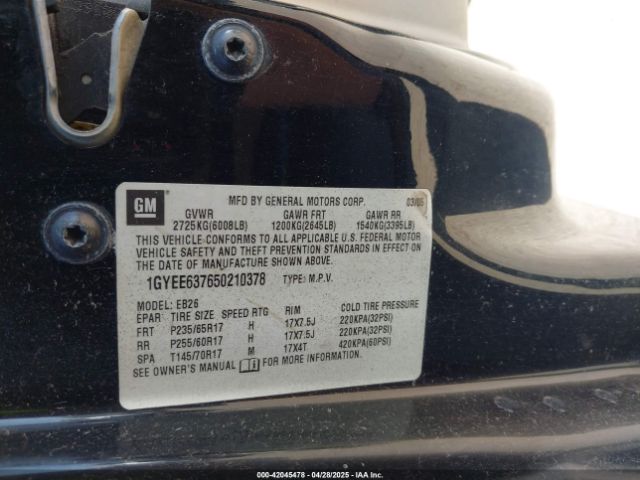 GM
MFD BY GENERAL MOTORS CORP. 03/05
GVWR GAWR FRT GAWR RR
2725KG(6008LB) 1200KG(2645LB) 1540KG(3395LB)
THIS VEHICLE CONFORMS TO ALL APPLICABLE U.S. FEDERAL MOTOR
VEHICLE SAFETY AND THEFT PREVENTION STANDARDS IN EFFECT ON
THE DATE OF MANUFACTURE SHOWN ABOVE.
1GYEE637650210378 TYPE: M.P.V.
MODEL: EB26
EPAR TIRE SIZE SPEED RTG RIM COLD TIRE PRESSURE
FRT P235/65R17 H 17X7.5J 220KPA(32PSI)
RR P255/60R17 H 17X7.5J 220KPA(32PSI)
SPA T145/70R17 M 17X4T 420KPA(60PSI)
SEE OWNER'S MANUAL FOR MORE INFORMATION.
000-42045478 - 04/28/2025 - IAAI.COM